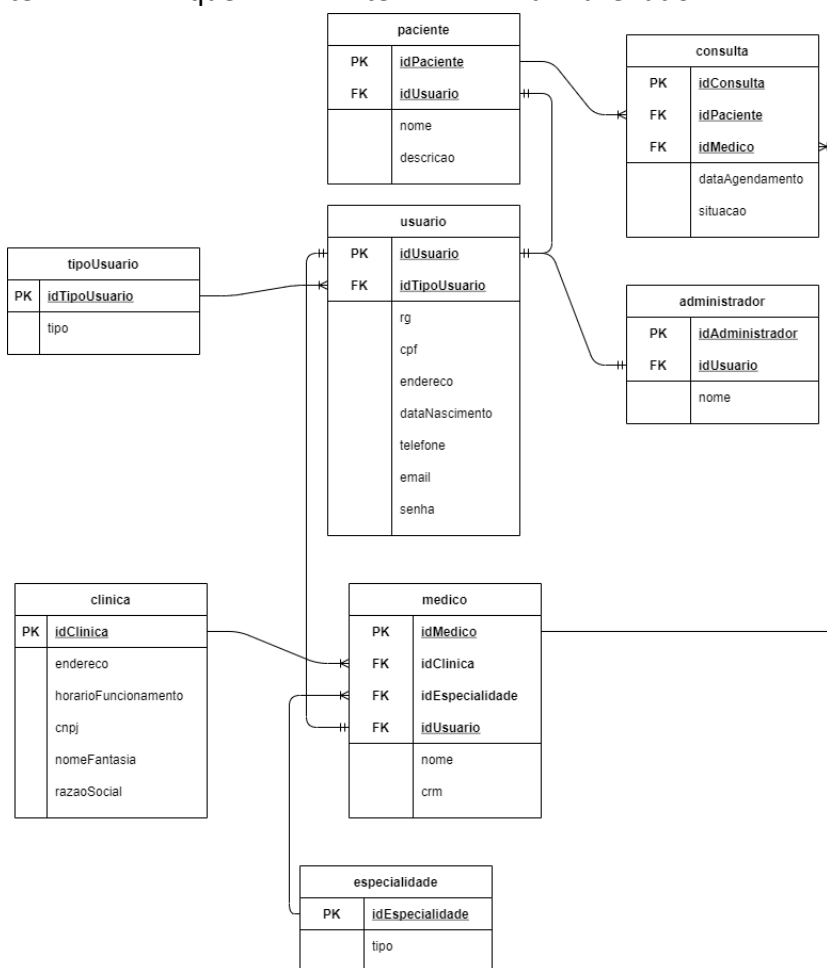 paciente
PK idPaciente
FK idUsuario
nome
descricao
consulta
PK idConsulta
FK idPaciente
FK idMedico
dataAgendamento
situacao
usuario
PK idUsuario
FK idTipoUsuario
rg
cpf
endereco
dataNascimento
telefone
email
senha
tipoUsuario
PK idTipoUsuario
tipo
administrador
PK idAdministrador
FK idUsuario
nome
clinica
PK idClinica
endereco
horarioFuncionamento
cnpj
nomeFantasia
razaoSocial
medico
PK idMedico
FK idClinica
FK idEspecialidade
FK idUsuario
nome
crm
especialidade
PK idEspecialidade
tipo